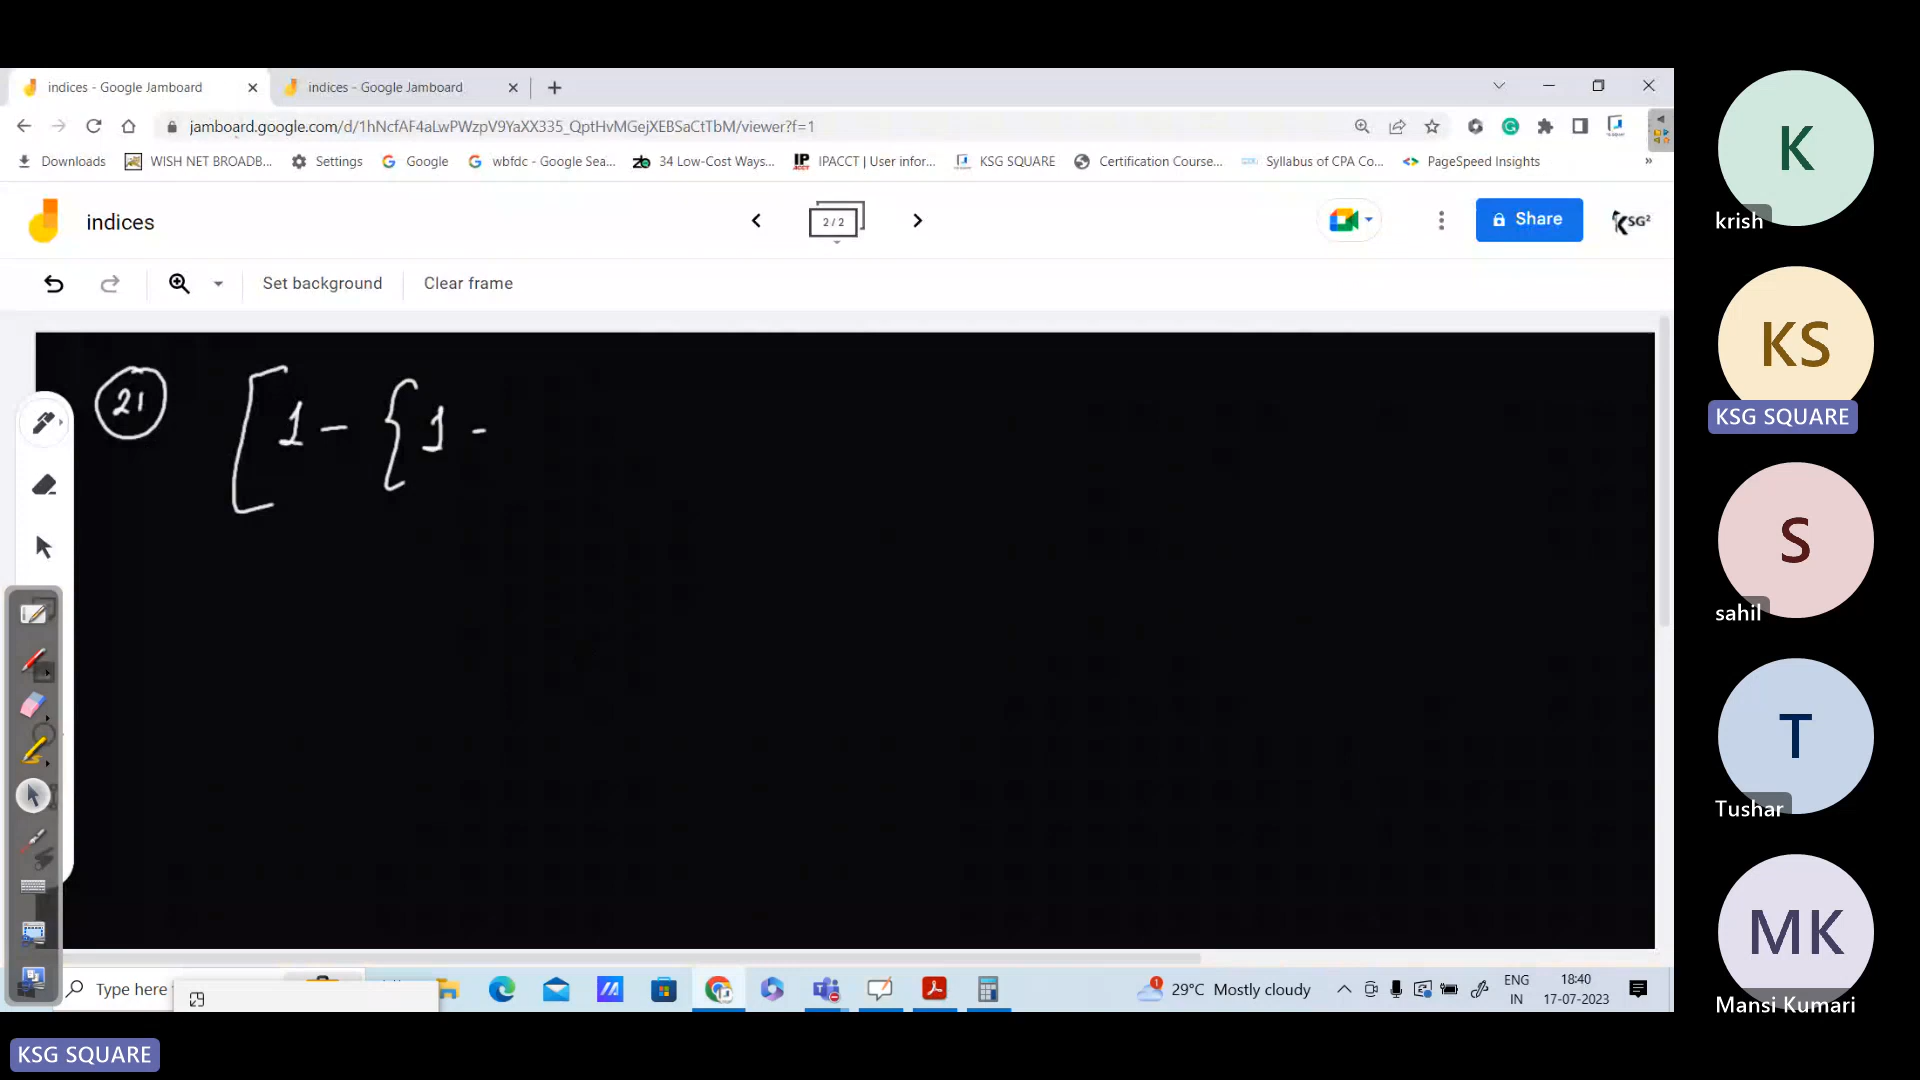 indices - Google Jamboard
indices - Google Jamboard
jamboard.google.com/d/1hNcfAF4aLwPWzpV9YaXX335_QptHvMGejXEBSaCtTbM/viewer?f=1
Downloads
WISH NET BROADB...
Settings
Google
wbfdc - Google Sea...
34 Low-Cost Ways...
IPACCT | User infor...
KSG SQUARE
Certification Course...
Syllabus of CPA Co...
PageSpeed Insights
»
indices
2 / 2
Share
KSG²
Set background
Clear frame
21 [ 1 - { 1 -
Type here
29°C Mostly cloudy
ENG
IN
18:40
17-07-2023
K
krish
KS
KSG SQUARE
S
sahil
T
Tushar
MK
Mansi Kumari
KSG SQUARE